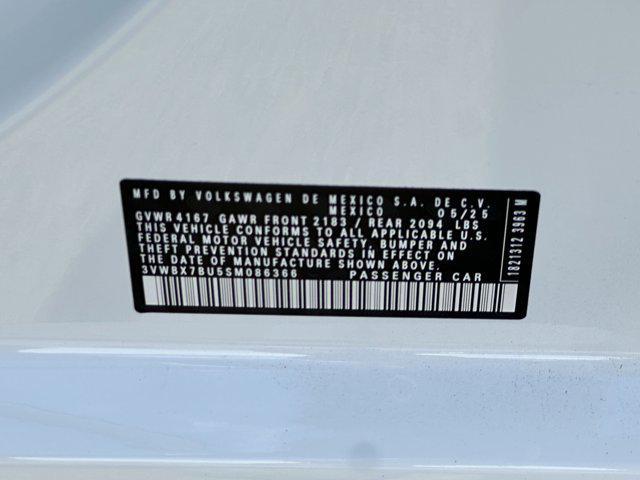 MFD BY VOLKSWAGEN DE MEXICO S.A. DE C.V.
MEXICO 05/25
GVWR 4167 GAWR FRONT 2183 / REAR 2094 LBS
THIS VEHICLE CONFORMS TO ALL APPLICABLE U.S.
FEDERAL MOTOR VEHICLE SAFETY, BUMPER AND
THEFT PREVENTION STANDARDS IN EFFECT ON
THE DATE OF MANUFACTURE SHOWN ABOVE.
3VWBX7BU5SM086366 PASSENGER CAR
1821312 3963 M